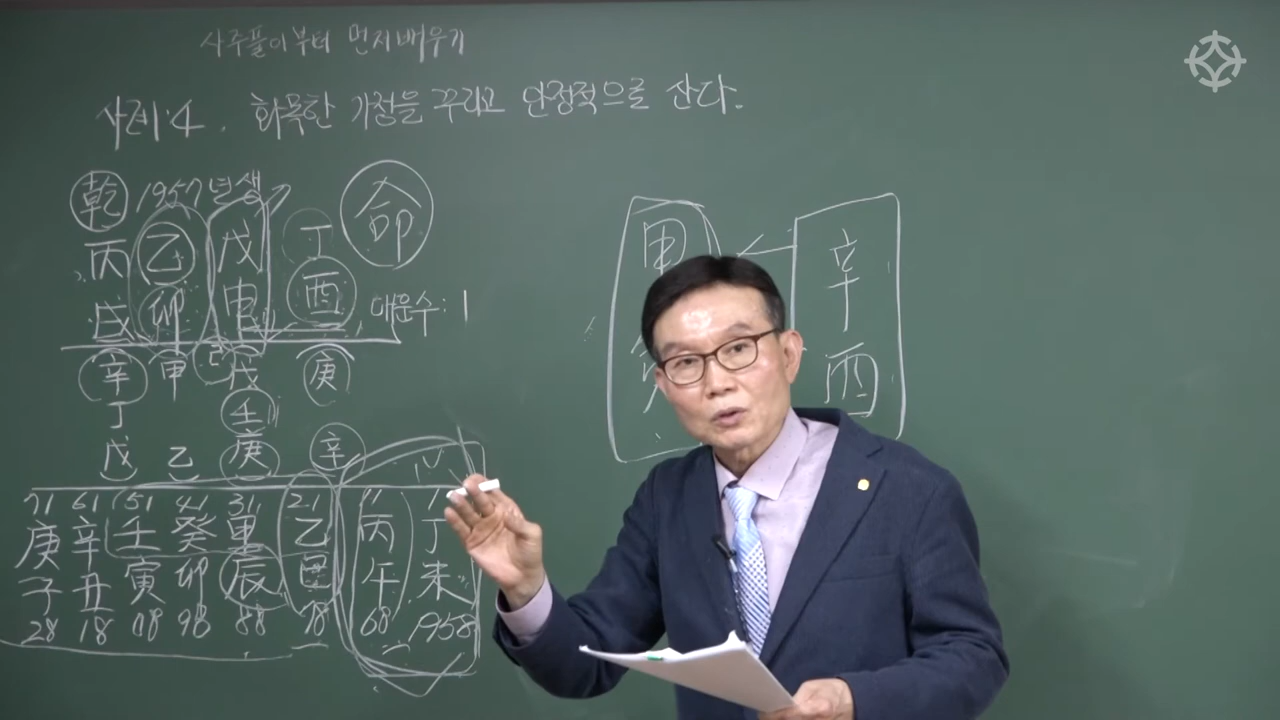 사주풀이부터 먼저배우기
사례:4. 화목한 가정을 꾸리고 안정적으로 산다.
乾 1957년생 命
丙 乙 戊 丁
戌 卯 申 酉 대운수:1
辛 甲 己 戊 庚
丁 壬
戊 乙 庚 辛
71 61 51 41 31 21 11 1
庚 辛 壬 癸 甲 乙 丙 丁
子 丑 寅 卯 辰 巳 午 未
28 18 08 98 88 78 68 1958
甲 辛
酉